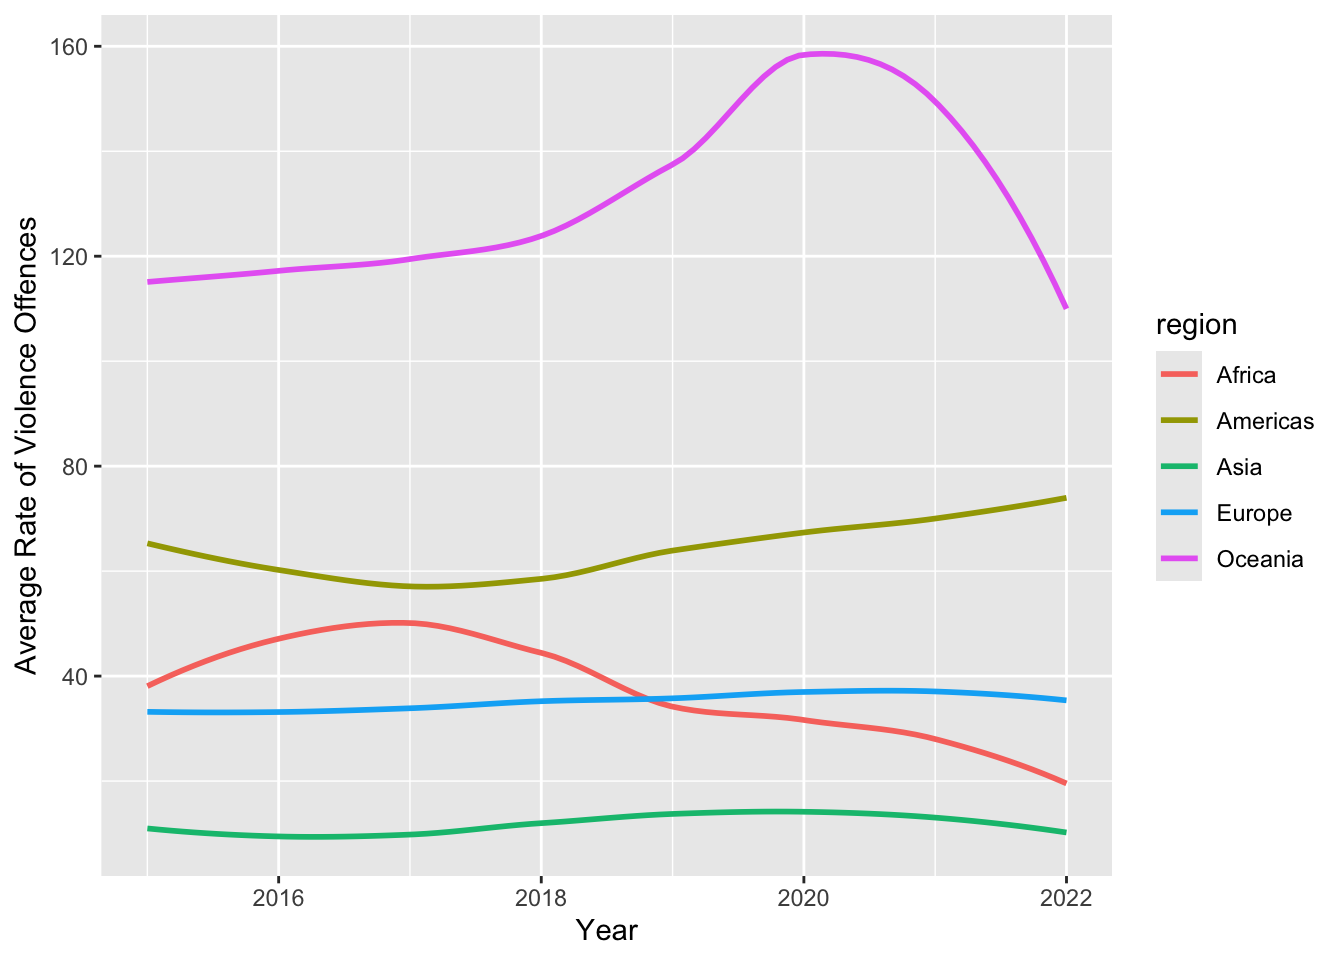 160
120
80
40
Average Rate of Violence Offences
2016
2018
2020
2022
Year
region
Africa
Americas
Asia
Europe
Oceania